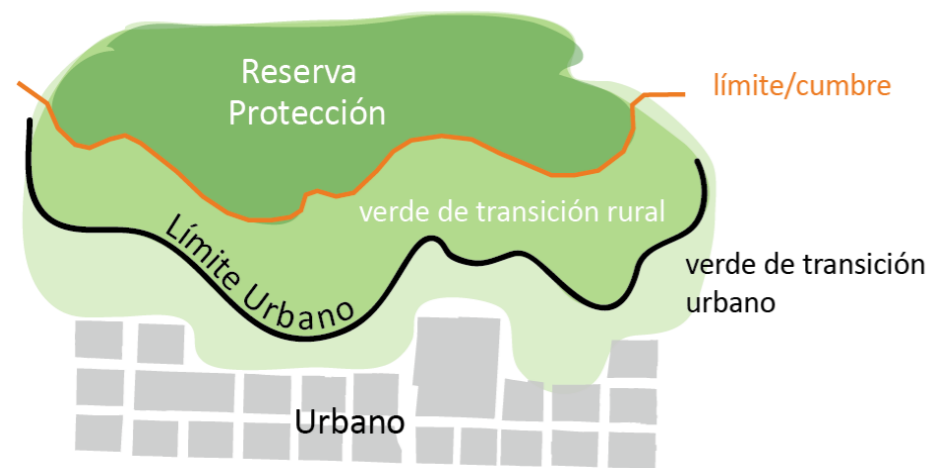 Reserva
Protección
límite/cumbre
verde de transición rural
Límite Urbano
verde de transición
urbano
Urbano